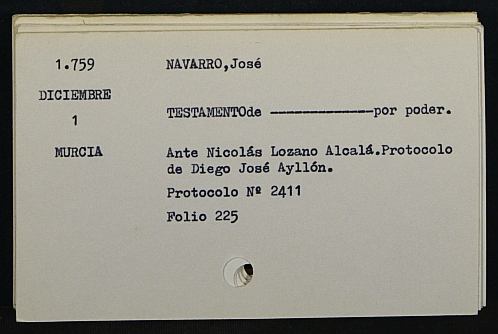 1.759 NAVARRO,José
DICIEMBRE
1 TESTAMENTOde --------------por poder.
MURCIA Ante Nicolás Lozano Alcalá.Protocolo
de Diego José Ayllón.
Protocolo Nº 2411
Folio 225